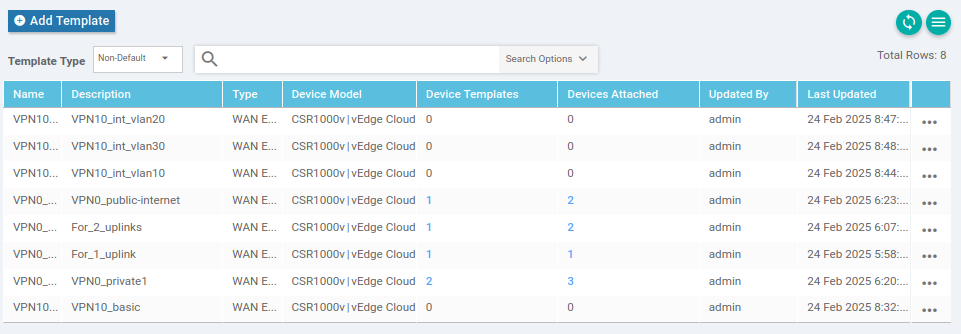 Add Template
Template Type Non-Default Search Options Total Rows: 8
Name Description Type Device Model Device Templates Devices Attached Updated By Last Updated
VPN10... VPN10_int_vlan20 WAN E... CSR1000v | vEdge Cloud 0 0 admin 24 Feb 2025 8:47:...
VPN10... VPN10_int_vlan30 WAN E... CSR1000v | vEdge Cloud 0 0 admin 24 Feb 2025 8:48:...
VPN10... VPN10_int_vlan10 WAN E... CSR1000v | vEdge Cloud 0 0 admin 24 Feb 2025 8:44:...
VPN0_... VPN0_public-internet WAN E... CSR1000v | vEdge Cloud 1 2 admin 24 Feb 2025 6:23:...
VPN0_... For_2_uplinks WAN E... CSR1000v | vEdge Cloud 1 2 admin 24 Feb 2025 6:07:...
VPN0_... For_1_uplink WAN E... CSR1000v | vEdge Cloud 1 1 admin 24 Feb 2025 5:58:...
VPN0_... VPN0_private1 WAN E... CSR1000v | vEdge Cloud 2 3 admin 24 Feb 2025 6:20:...
VPN10... VPN10_basic WAN E... CSR1000v | vEdge Cloud 0 0 admin 24 Feb 2025 8:32:...